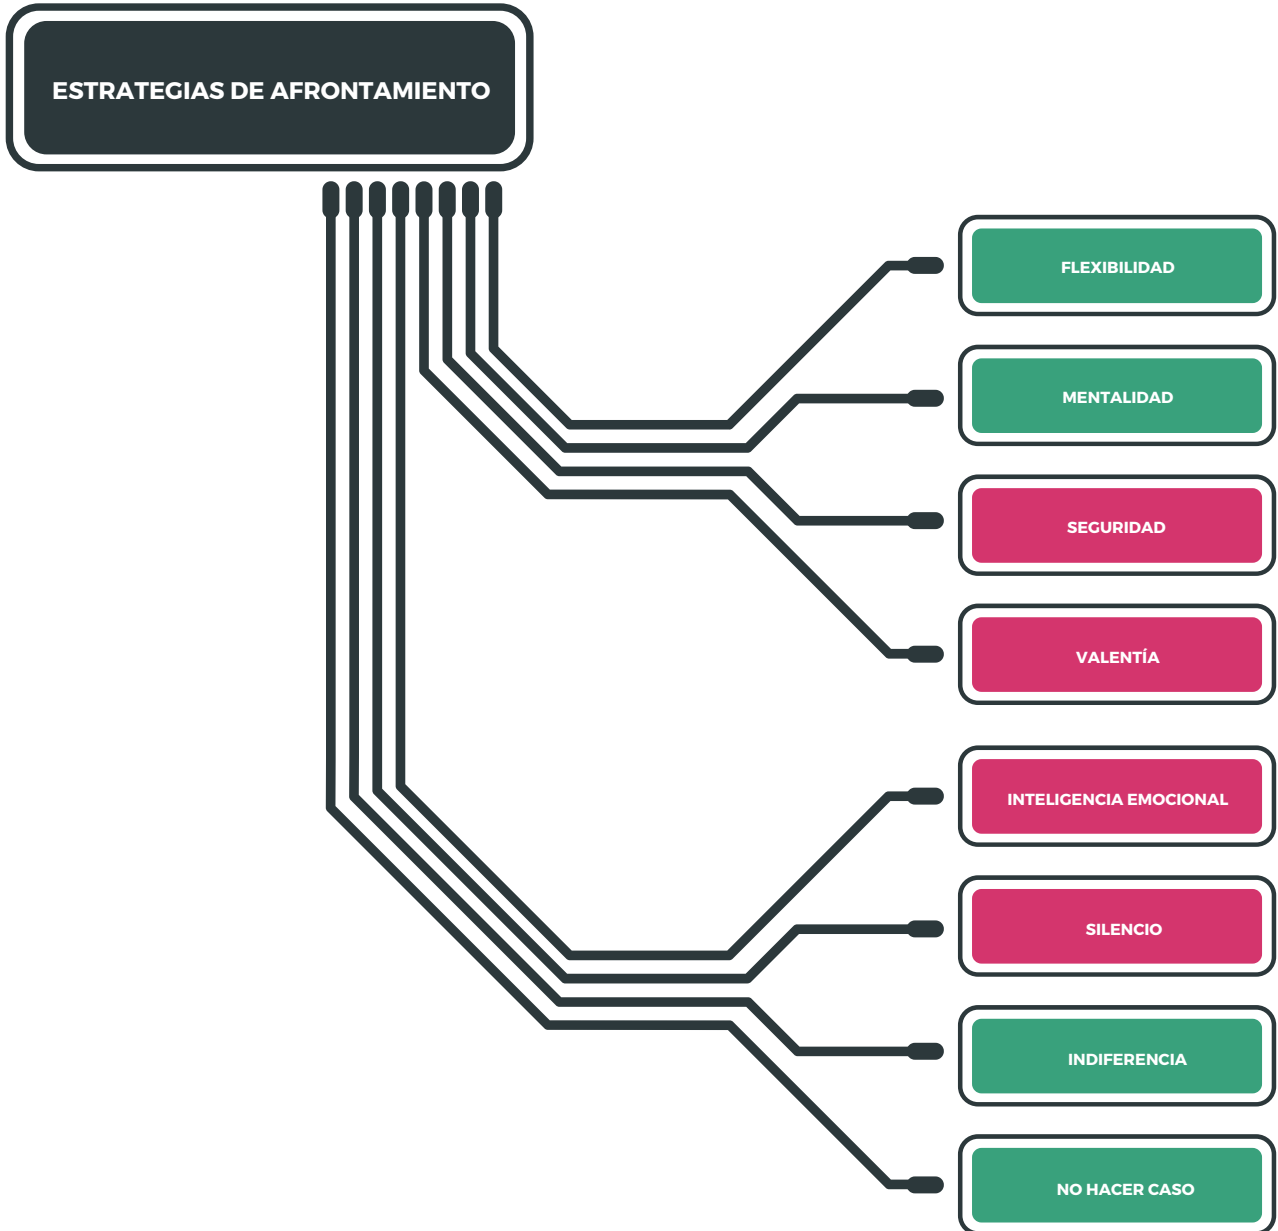 ESTRATEGIAS DE AFRONTAMIENTO
FLEXIBILIDAD
MENTALIDAD
SEGURIDAD
VALENTÍA
INTELIGENCIA EMOCIONAL
SILENCIO
INDIFERENCIA
NO HACER CASO